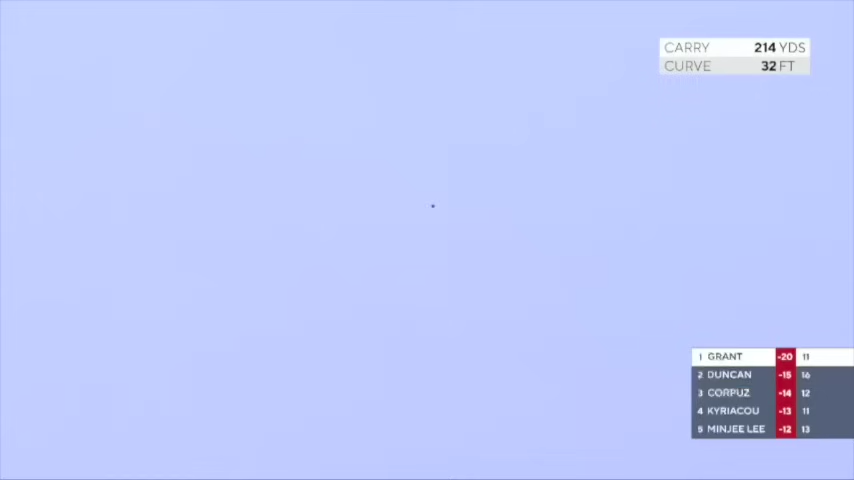 CARRY 214 YDS
CURVE 32 FT
1 GRANT -20 11
2 DUNCAN -15 16
3 CORPUZ -14 12
4 KYRIACOU -13 11
5 MINJEE LEE -12 13